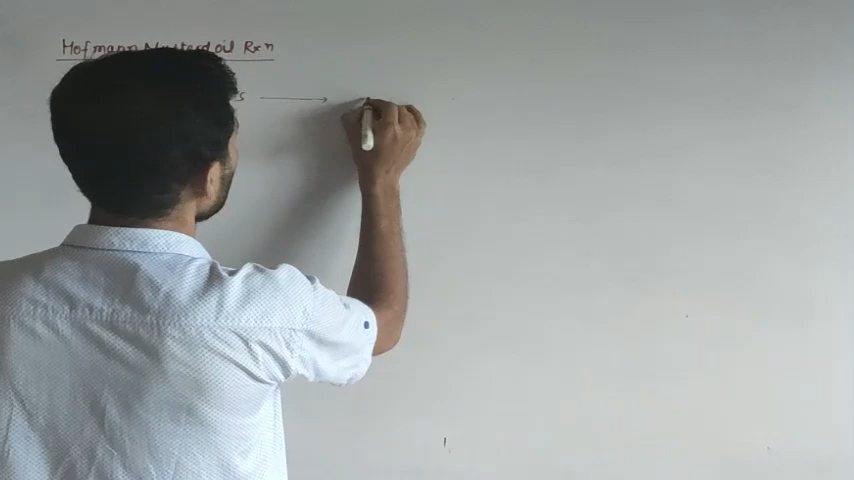 Hofmann Mustard oil Rxn
s →